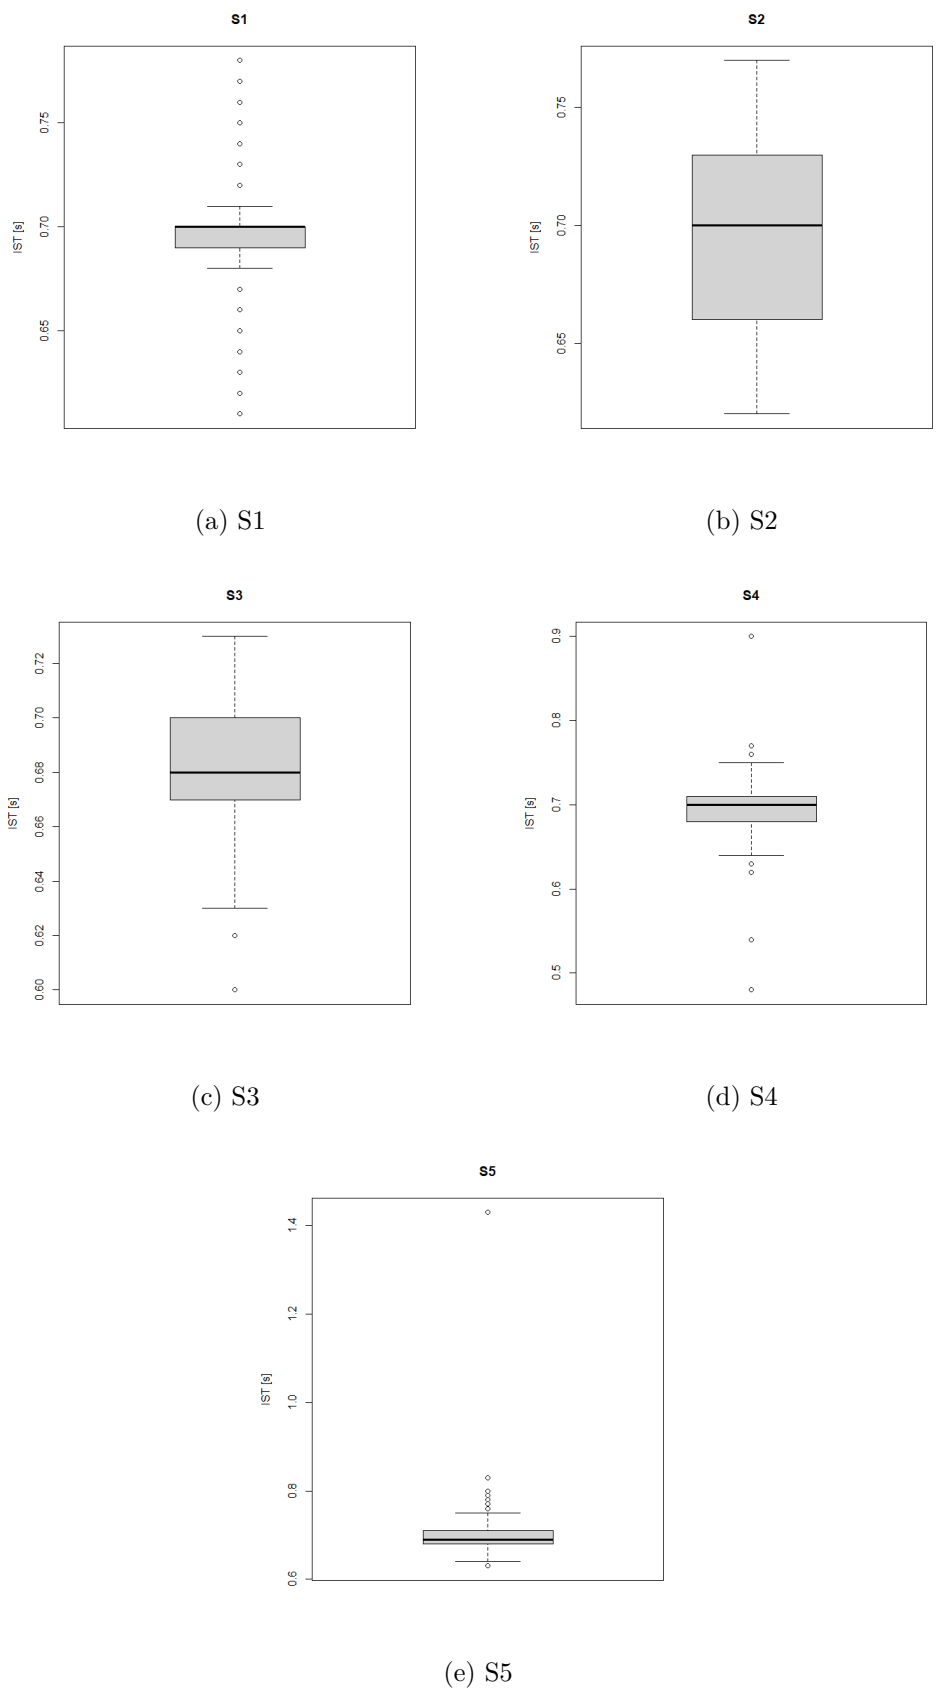 S1
S2
IST [s]
0.75
0.70
0.65
IST [s]
0.75
0.70
0.65
(a) S1
(b) S2
S3
S4
IST [s]
0.72
0.70
0.68
0.66
0.64
0.62
0.60
IST [s]
0.9
0.8
0.7
0.6
0.5
(c) S3
(d) S4
S5
IST [s]
1.4
1.2
1.0
0.8
0.6
(e) S5